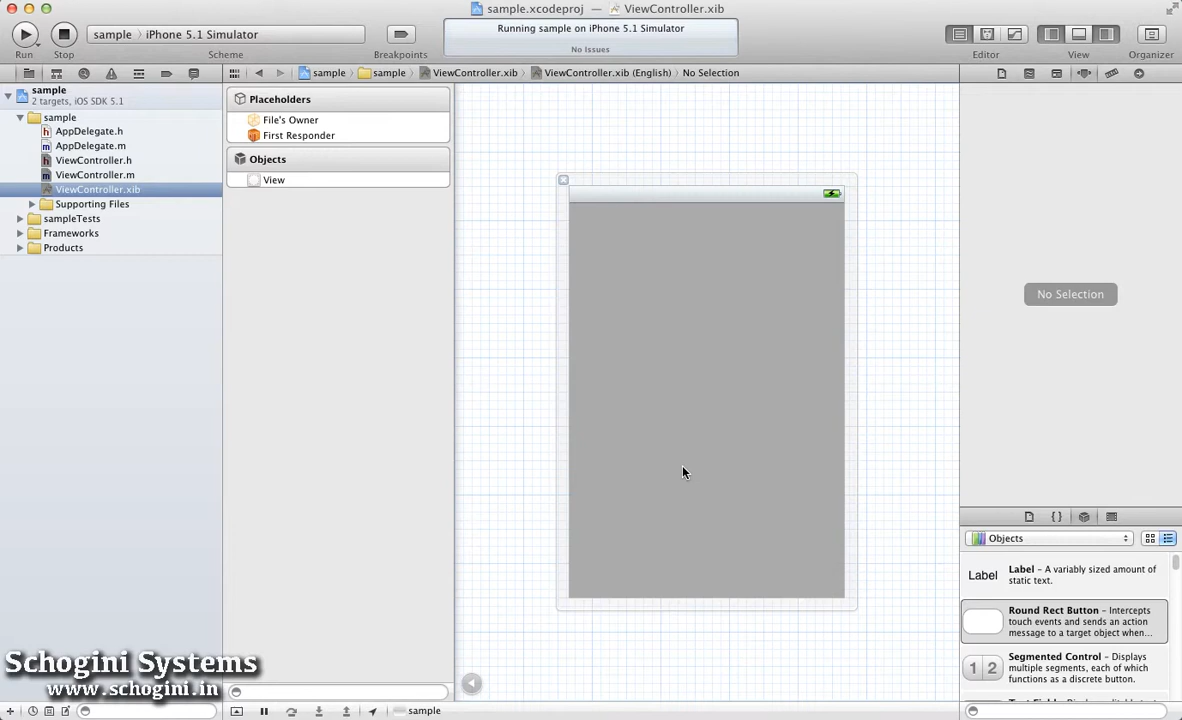 sample.xcodeproj — ViewController.xib
Run
Stop
sample
iPhone 5.1 Simulator
Scheme
Breakpoints
Running sample on iPhone 5.1 Simulator
No Issues
Editor
View
Organizer
sample
2 targets, iOS SDK 5.1
sample
AppDelegate.h
AppDelegate.m
ViewController.h
ViewController.m
ViewController.xib
Supporting Files
sampleTests
Frameworks
Products
sample
sample
ViewController.xib
ViewController.xib (English)
No Selection
Placeholders
File's Owner
First Responder
Objects
View
No Selection
{ }
Objects
Label
Label – A variably sized amount of
static text.
Round Rect Button – Intercepts
touch events and sends an action
message to a target object when...
1 2
Segmented Control – Displays
multiple segments, each of which
functions as a discrete button.
sample
Schogini Systems
www.schogini.in